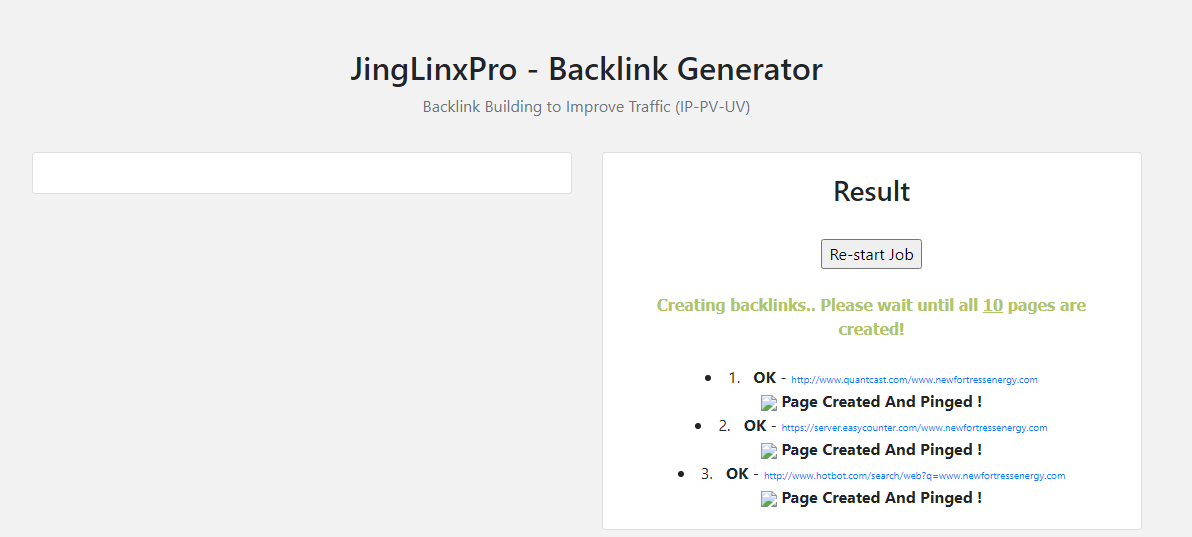 JingLinxPro - Backlink Generator
Backlink Building to Improve Traffic (IP-PV-UV)
Result
Re-start Job
Creating backlinks.. Please wait until all 10 pages are
created!
1. OK - http://www.quantcast.com/www.newfortressenergy.com
Page Created And Pinged !
2. OK - https://server.easycounter.com/www.newfortressenergy.com
Page Created And Pinged !
3. OK - http://www.hotbot.com/search/web?q=www.newfortressenergy.com
Page Created And Pinged !